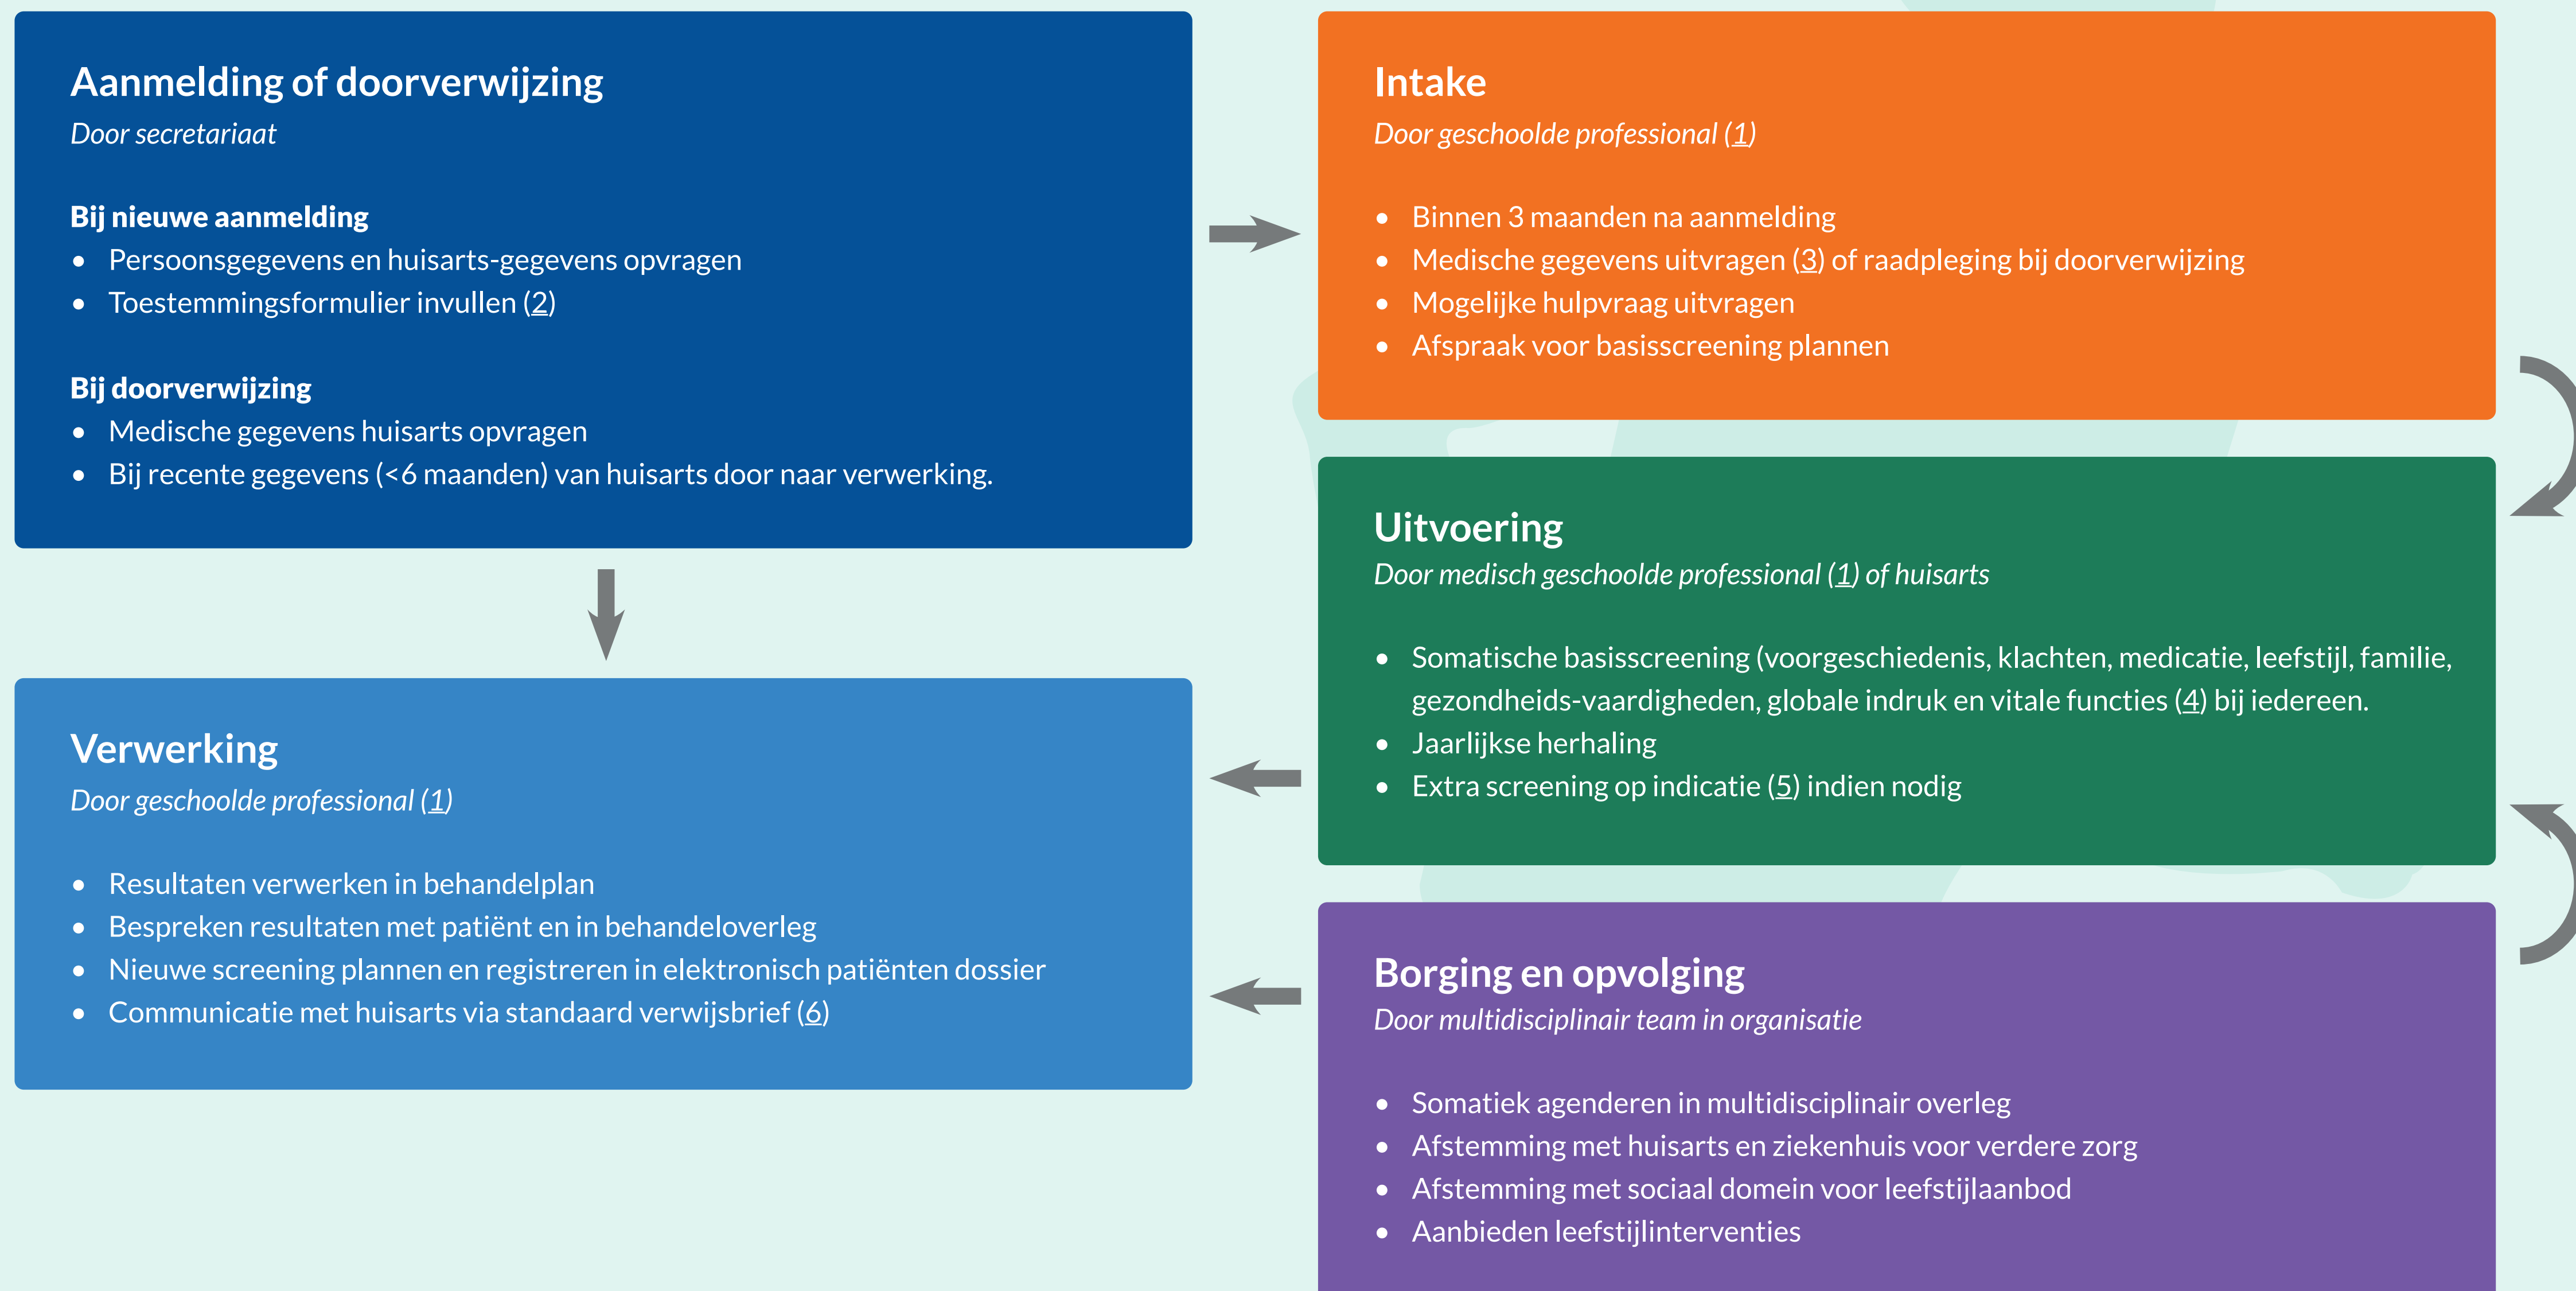 Aanmelding of doorverwijzing
Door secretariaat
Bij nieuwe aanmelding
• Persoonsgegevens en huisarts-gegevens opvragen
• Toestemmingsformulier invullen (2)
Bij doorverwijzing
• Medische gegevens huisarts opvragen
• Bij recente gegevens (<6 maanden) van huisarts door naar verwerking.
Intake
Door geschoolde professional (1)
• Binnen 3 maanden na aanmelding
• Medische gegevens uitvragen (3) of raadpleging bij doorverwijzing
• Mogelijke hulpvraag uitvragen
• Afspraak voor basisscreening plannen
Uitvoering
Door medisch geschoolde professional (1) of huisarts
• Somatische basisscreening (voorgeschiedenis, klachten, medicatie, leefstijl, familie,
gezondheids-vaardigheden, globale indruk en vitale functies (4) bij iedereen.
• Jaarlijkse herhaling
• Extra screening op indicatie (5) indien nodig
Verwerking
Door geschoolde professional (1)
• Resultaten verwerken in behandelplan
• Bespreken resultaten met patiënt en in behandeloverleg
• Nieuwe screening plannen en registreren in elektronisch patiënten dossier
• Communicatie met huisarts via standaard verwijsbrief (6)
Borging en opvolging
Door multidisciplinair team in organisatie
• Somatiek agenderen in multidisciplinair overleg
• Afstemming met huisarts en ziekenhuis voor verdere zorg
• Afstemming met sociaal domein voor leefstijlaanbod
• Aanbieden leefstijlinterventies